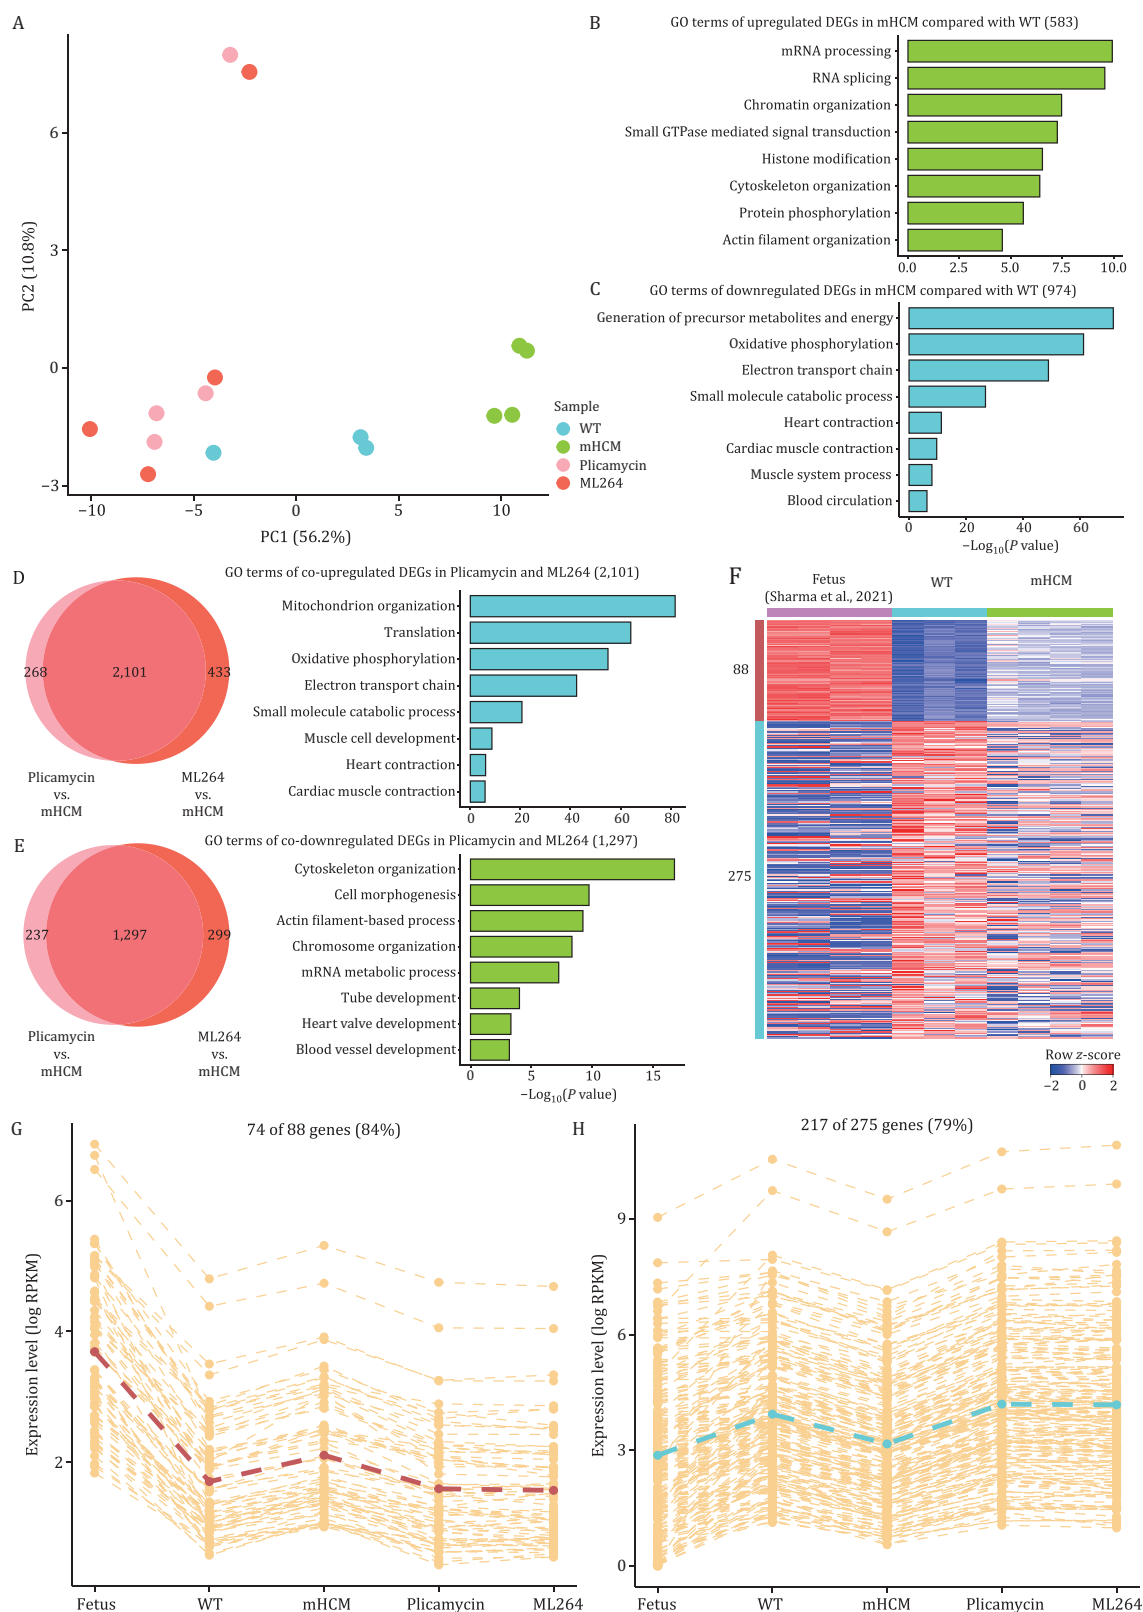 A
PC2 (10.8%)
6
3
0
−3
−10
−5
0
5
10
PC1 (56.2%)
Sample
WT
mHCM
Plicamycin
ML264
B
GO terms of upregulated DEGs in mHCM compared with WT (583)
mRNA processing
RNA splicing
Chromatin organization
Small GTPase mediated signal transduction
Histone modification
Cytoskeleton organization
Protein phosphorylation
Actin filament organization
0.0
2.5
5.0
7.5
10.0
C
GO terms of downregulated DEGs in mHCM compared with WT (974)
Generation of precursor metabolites and energy
Oxidative phosphorylation
Electron transport chain
Small molecule catabolic process
Heart contraction
Cardiac muscle contraction
Muscle system process
Blood circulation
0
20
40
60
−Log10(P value)
D
268
2,101
433
Plicamycin
vs.
mHCM
ML264
vs.
mHCM
GO terms of co-upregulated DEGs in Plicamycin and ML264 (2,101)
Mitochondrion organization
Translation
Oxidative phosphorylation
Electron transport chain
Small molecule catabolic process
Muscle cell development
Heart contraction
Cardiac muscle contraction
0
20
40
60
80
E
237
1,297
299
Plicamycin
vs.
mHCM
ML264
vs.
mHCM
GO terms of co-downregulated DEGs in Plicamycin and ML264 (1,297)
Cytoskeleton organization
Cell morphogenesis
Actin filament-based process
Chromosome organization
mRNA metabolic process
Tube development
Heart valve development
Blood vessel development
0
5
10
15
−Log10(P value)
F
Fetus
(Sharma et al., 2021)
WT
mHCM
88
275
Row z-score
−2
0
2
G
74 of 88 genes (84%)
Expression level (log RPKM)
6
4
2
Fetus
WT
mHCM
Plicamycin
ML264
H
217 of 275 genes (79%)
Expression level (log RPKM)
9
6
3
0
Fetus
WT
mHCM
Plicamycin
ML264